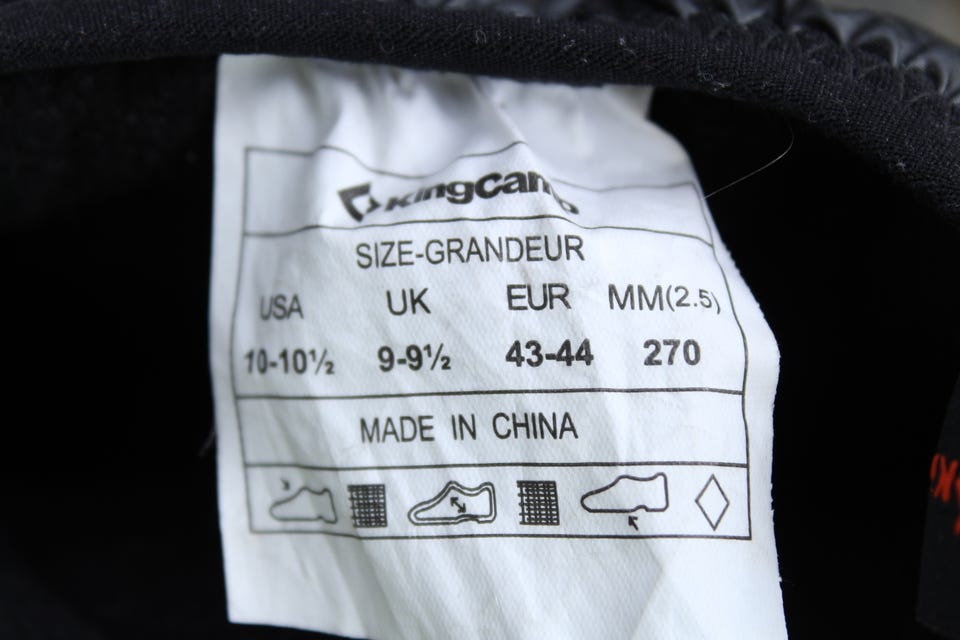 KingCamp
SIZE-GRANDEUR
USA UK EUR MM(2.5)
10-10½ 9-9½ 43-44 270
MADE IN CHINA